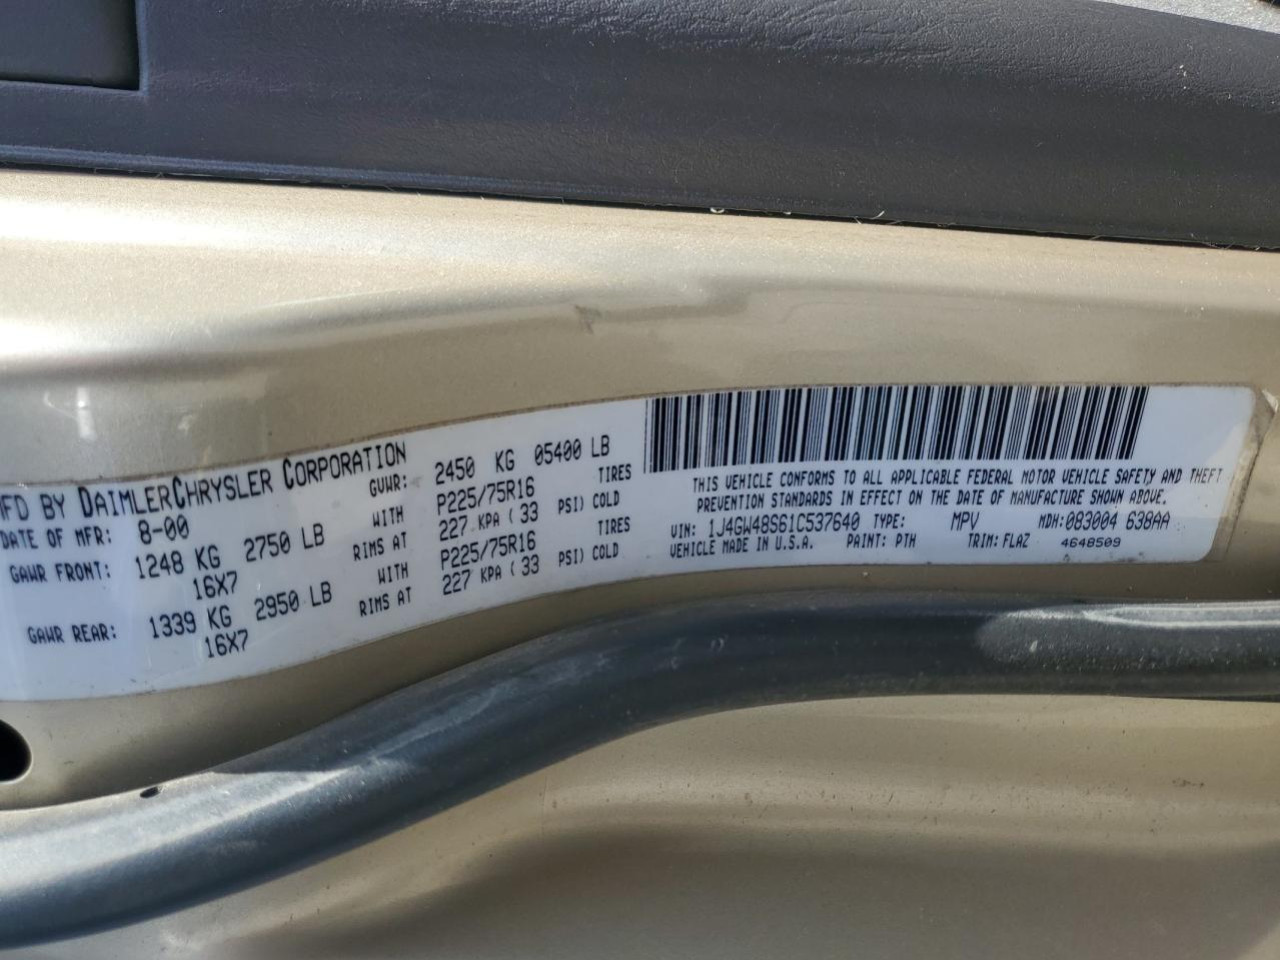 MFD BY DAIMLERCHRYSLER CORPORATION
DATE OF MFR: 8-00 GVWR: 2450 KG 05400 LB
GAWR FRONT: 1248 KG 2750 LB WITH P225/75R16 TIRES
16X7 RIMS AT 227 KPA ( 33 PSI) COLD
GAWR REAR: 1339 KG 2950 LB WITH P225/75R16 TIRES
16X7 RIMS AT 227 KPA ( 33 PSI) COLD
THIS VEHICLE CONFORMS TO ALL APPLICABLE FEDERAL MOTOR VEHICLE SAFETY AND THEFT
PREVENTION STANDARDS IN EFFECT ON THE DATE OF MANUFACTURE SHOWN ABOVE.
VIN: 1J4GW48S61C537640 TYPE: MPV MDH:083004 638AA
VEHICLE MADE IN U.S.A. PAINT: PTH TRIM: FLAZ 4648509